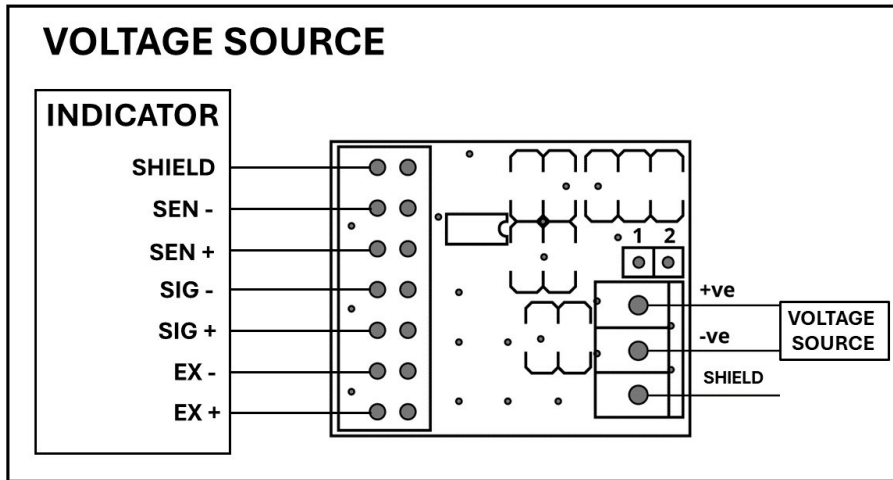 VOLTAGE SOURCE
INDICATOR
SHIELD
SEN -
SEN +
SIG -
SIG +
EX -
EX +
1 2
+ve
-ve
SHIELD
VOLTAGE
SOURCE